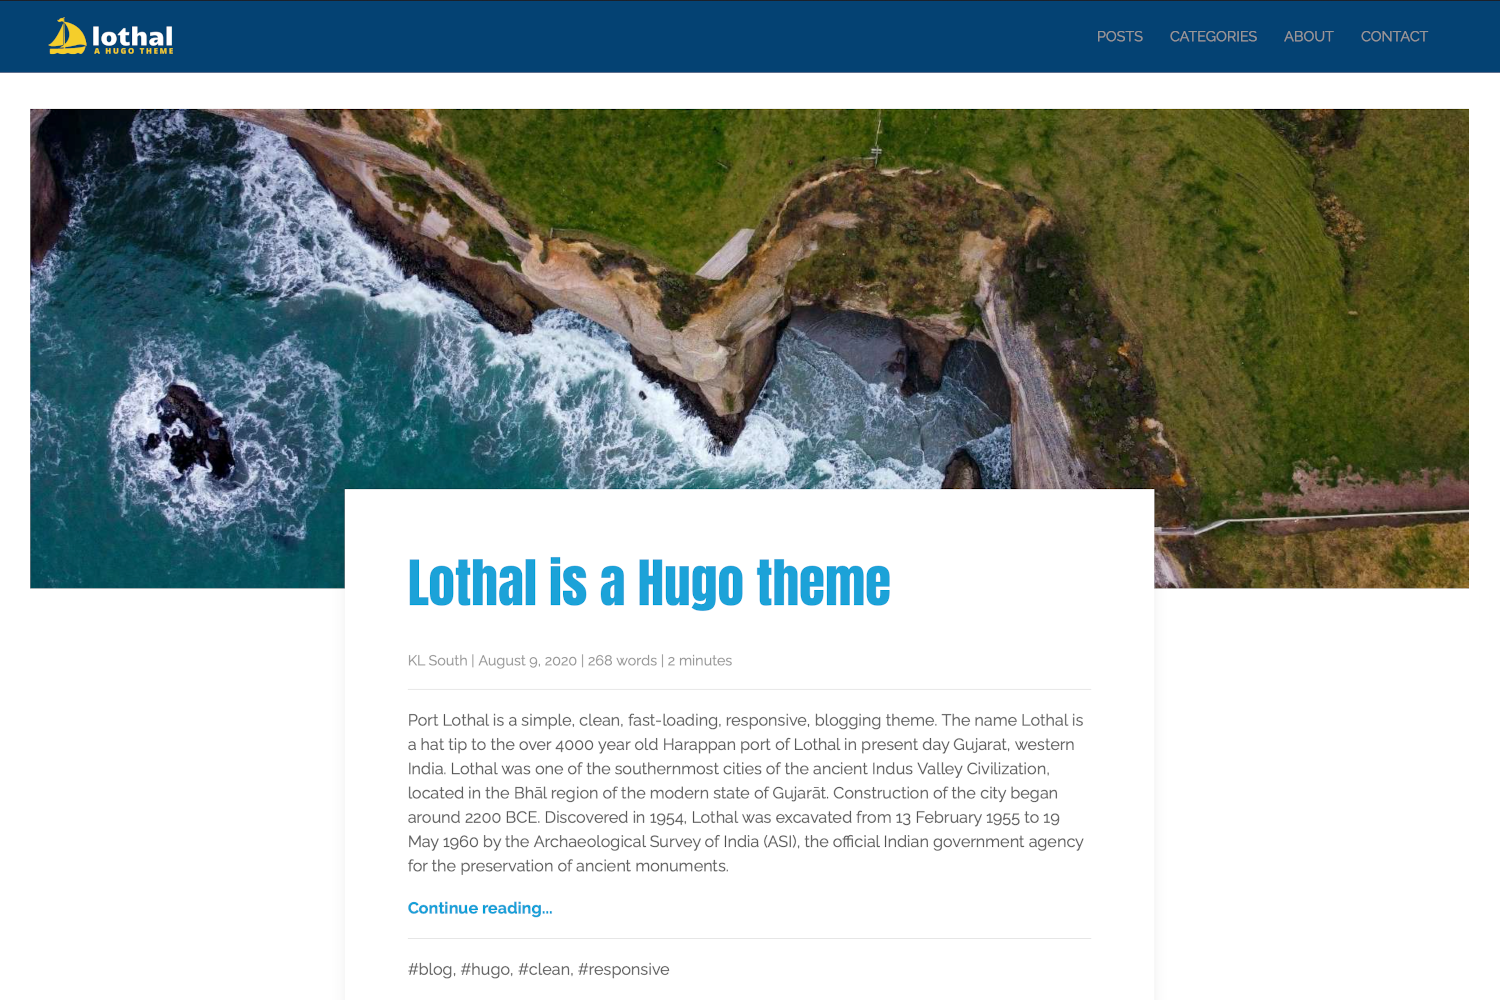 lothal
A HUGO THEME
POSTS CATEGORIES ABOUT CONTACT
Lothal is a Hugo theme
KL South | August 9, 2020 | 268 words | 2 minutes
Port Lothal is a simple, clean, fast-loading, responsive, blogging theme. The name Lothal is
a hat tip to the over 4000 year old Harappan port of Lothal in present day Gujarat, western
India. Lothal was one of the southernmost cities of the ancient Indus Valley Civilization,
located in the Bhāl region of the modern state of Gujarāt. Construction of the city began
around 2200 BCE. Discovered in 1954, Lothal was excavated from 13 February 1955 to 19
May 1960 by the Archaeological Survey of India (ASI), the official Indian government agency
for the preservation of ancient monuments.
Continue reading...
#blog, #hugo, #clean, #responsive